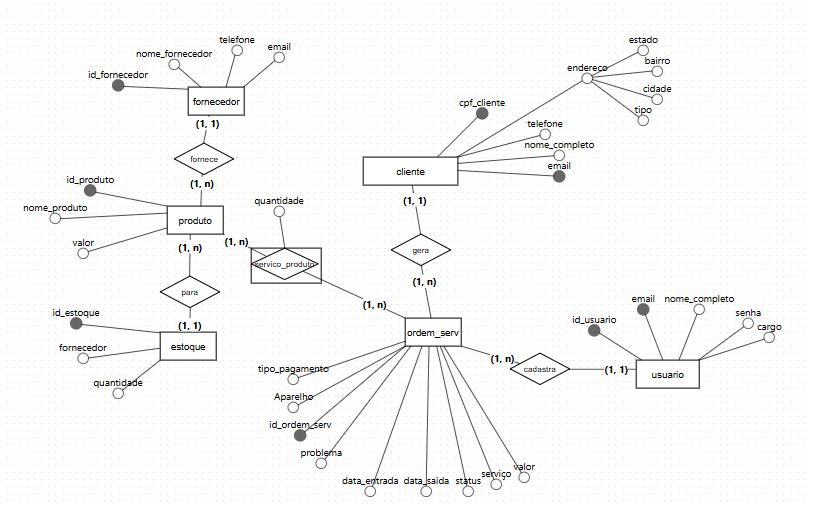 telefone
nome_fornecedor
email
id_fornecedor
fornecedor
(1, 1)
fornece
(1, n)
id_produto
nome_produto
produto
valor
(1, n)
(1, n)
quantidade
servico_produto
para
(1, 1)
id_estoque
estoque
fornecedor
quantidade
estado
endereço
bairro
cidade
tipo
cpf_cliente
telefone
nome_completo
email
cliente
(1, 1)
gera
(1, n)
(1, n)
ordem_serv
(1, n)
cadastra
(1, 1)
email
nome_completo
id_usuario
senha
cargo
usuario
tipo_pagamento
Aparelho
id_ordem_serv
problema
data_entrada
data_saida
status
serviço
valor